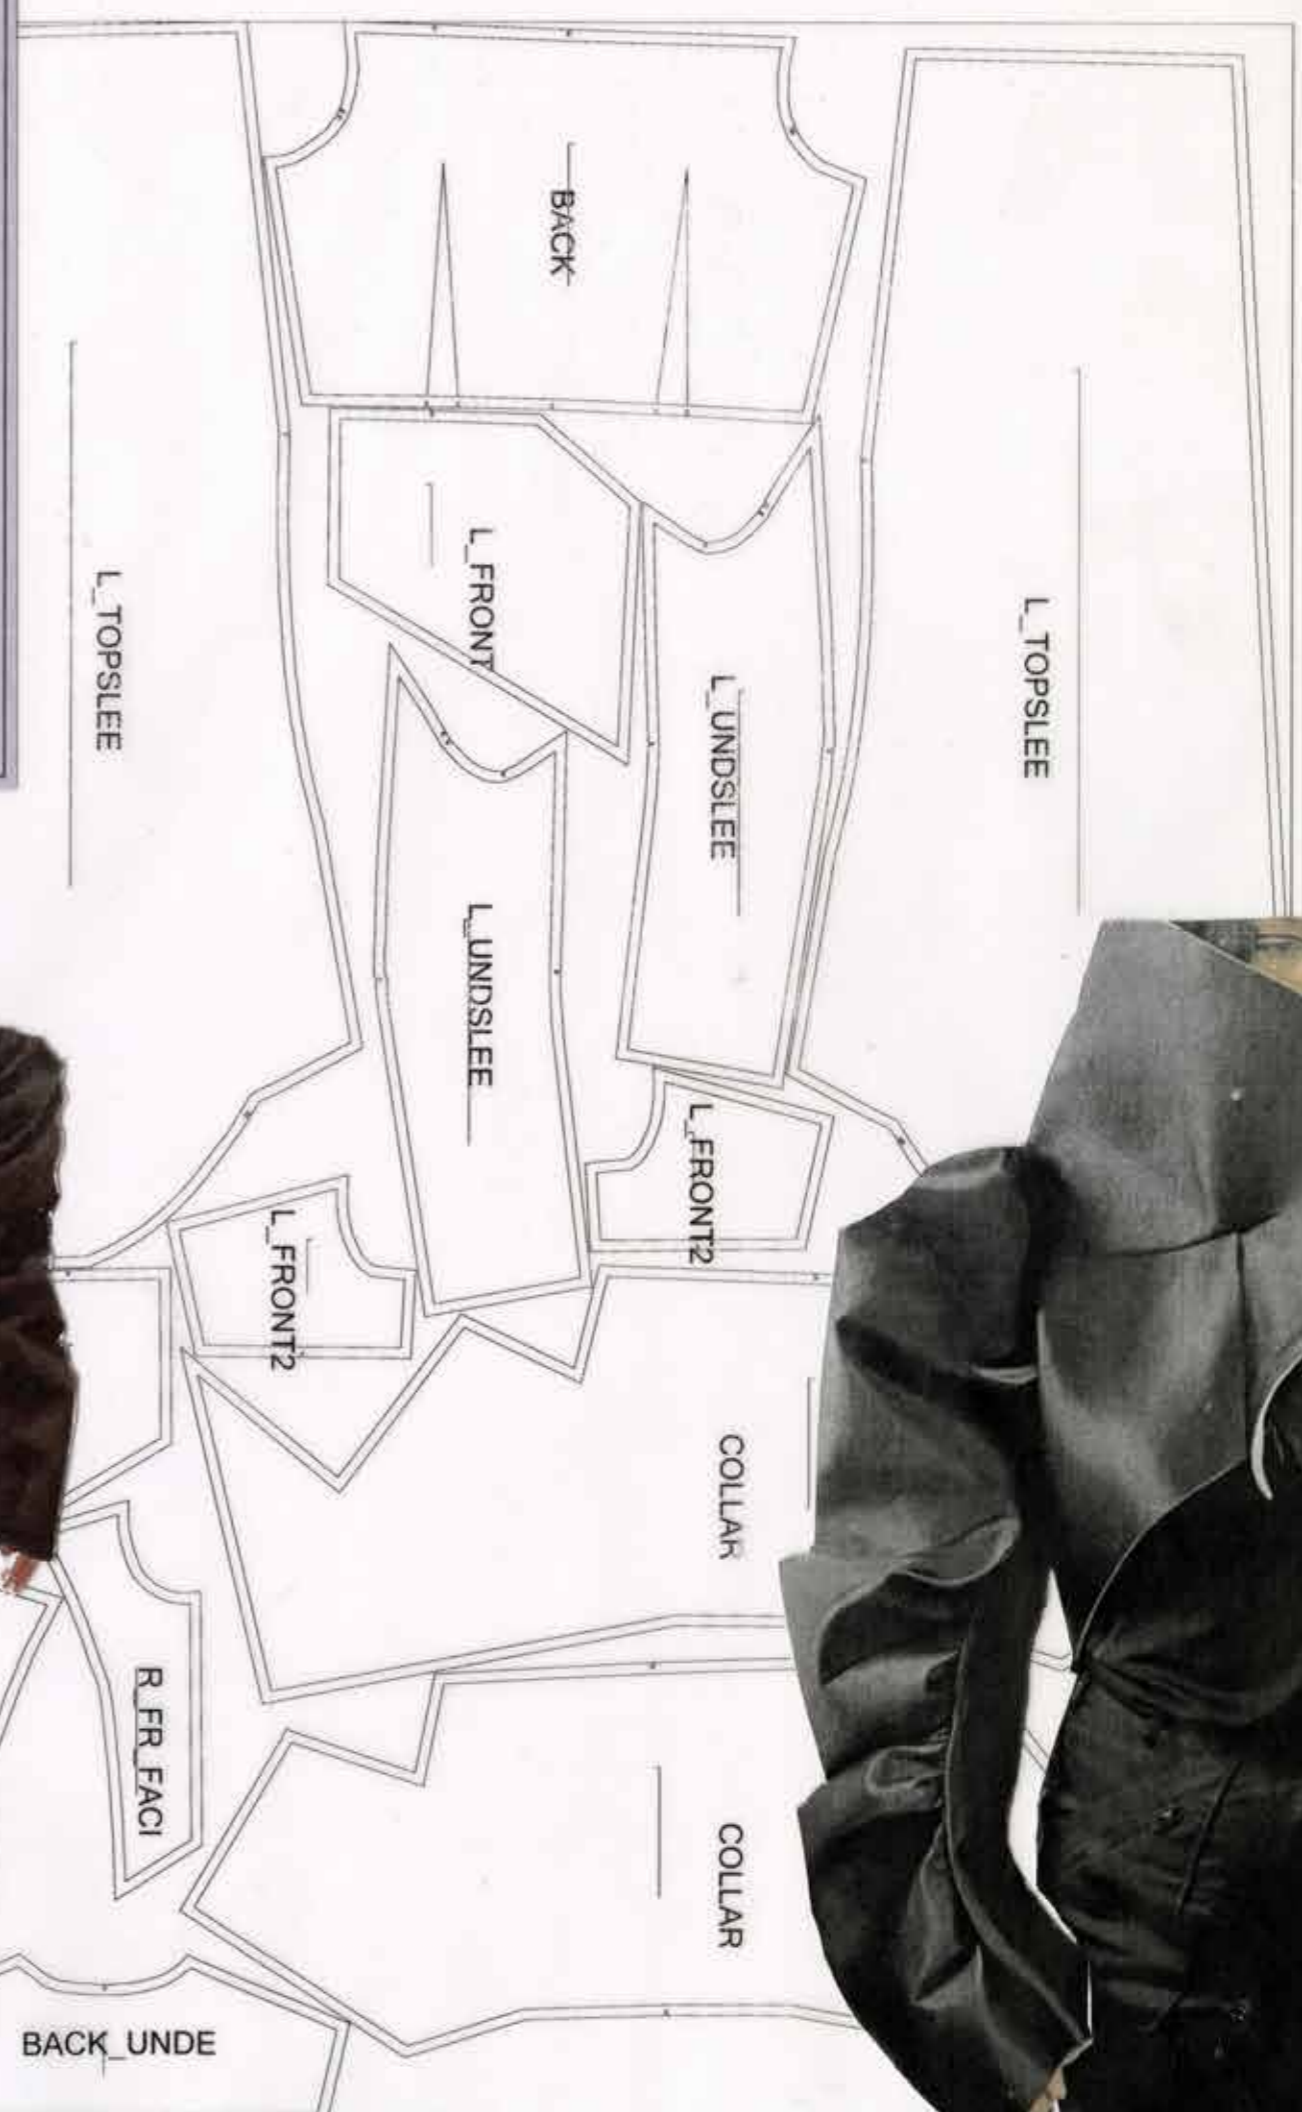 BACK
L_TOPSLEE
L_TOPSLEE
L_FRONT
L_UNDSLEE
L_UNDSLEE
L_FRONT2
L_FRONT2
COLLAR
R_FR_FACI
COLLAR
BACK_UNDE